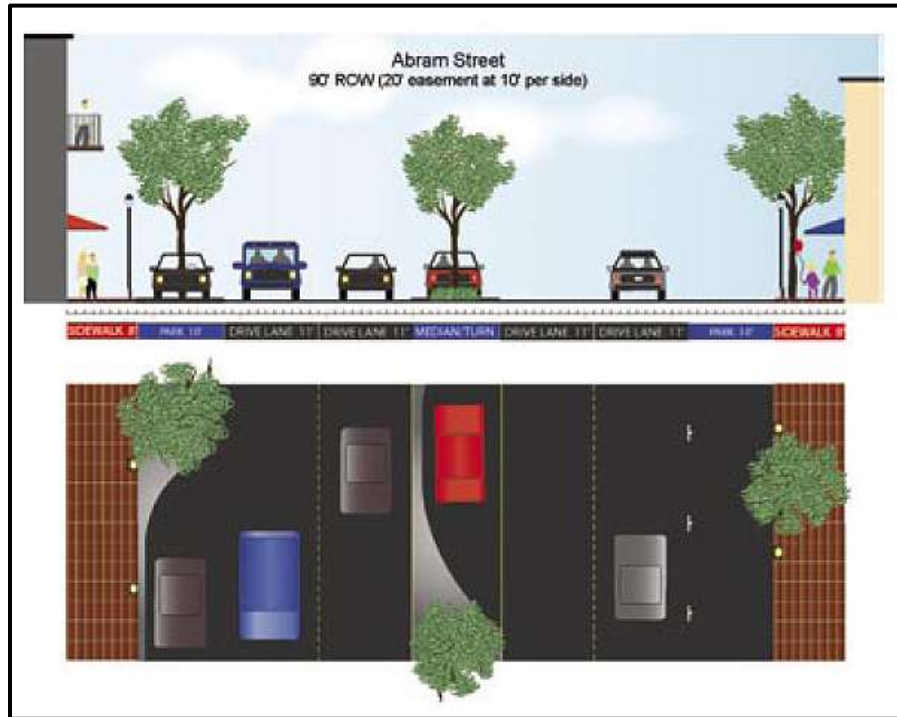 Abram Street
90' ROW (20' easement at 10' per side)
SIDEWALK 8' PARK 10' DRIVE LANE 11' DRIVE LANE 11' MEDIAN/TURN DRIVE LANE 11' DRIVE LANE 11' PARK 10' SIDEWALK 8'